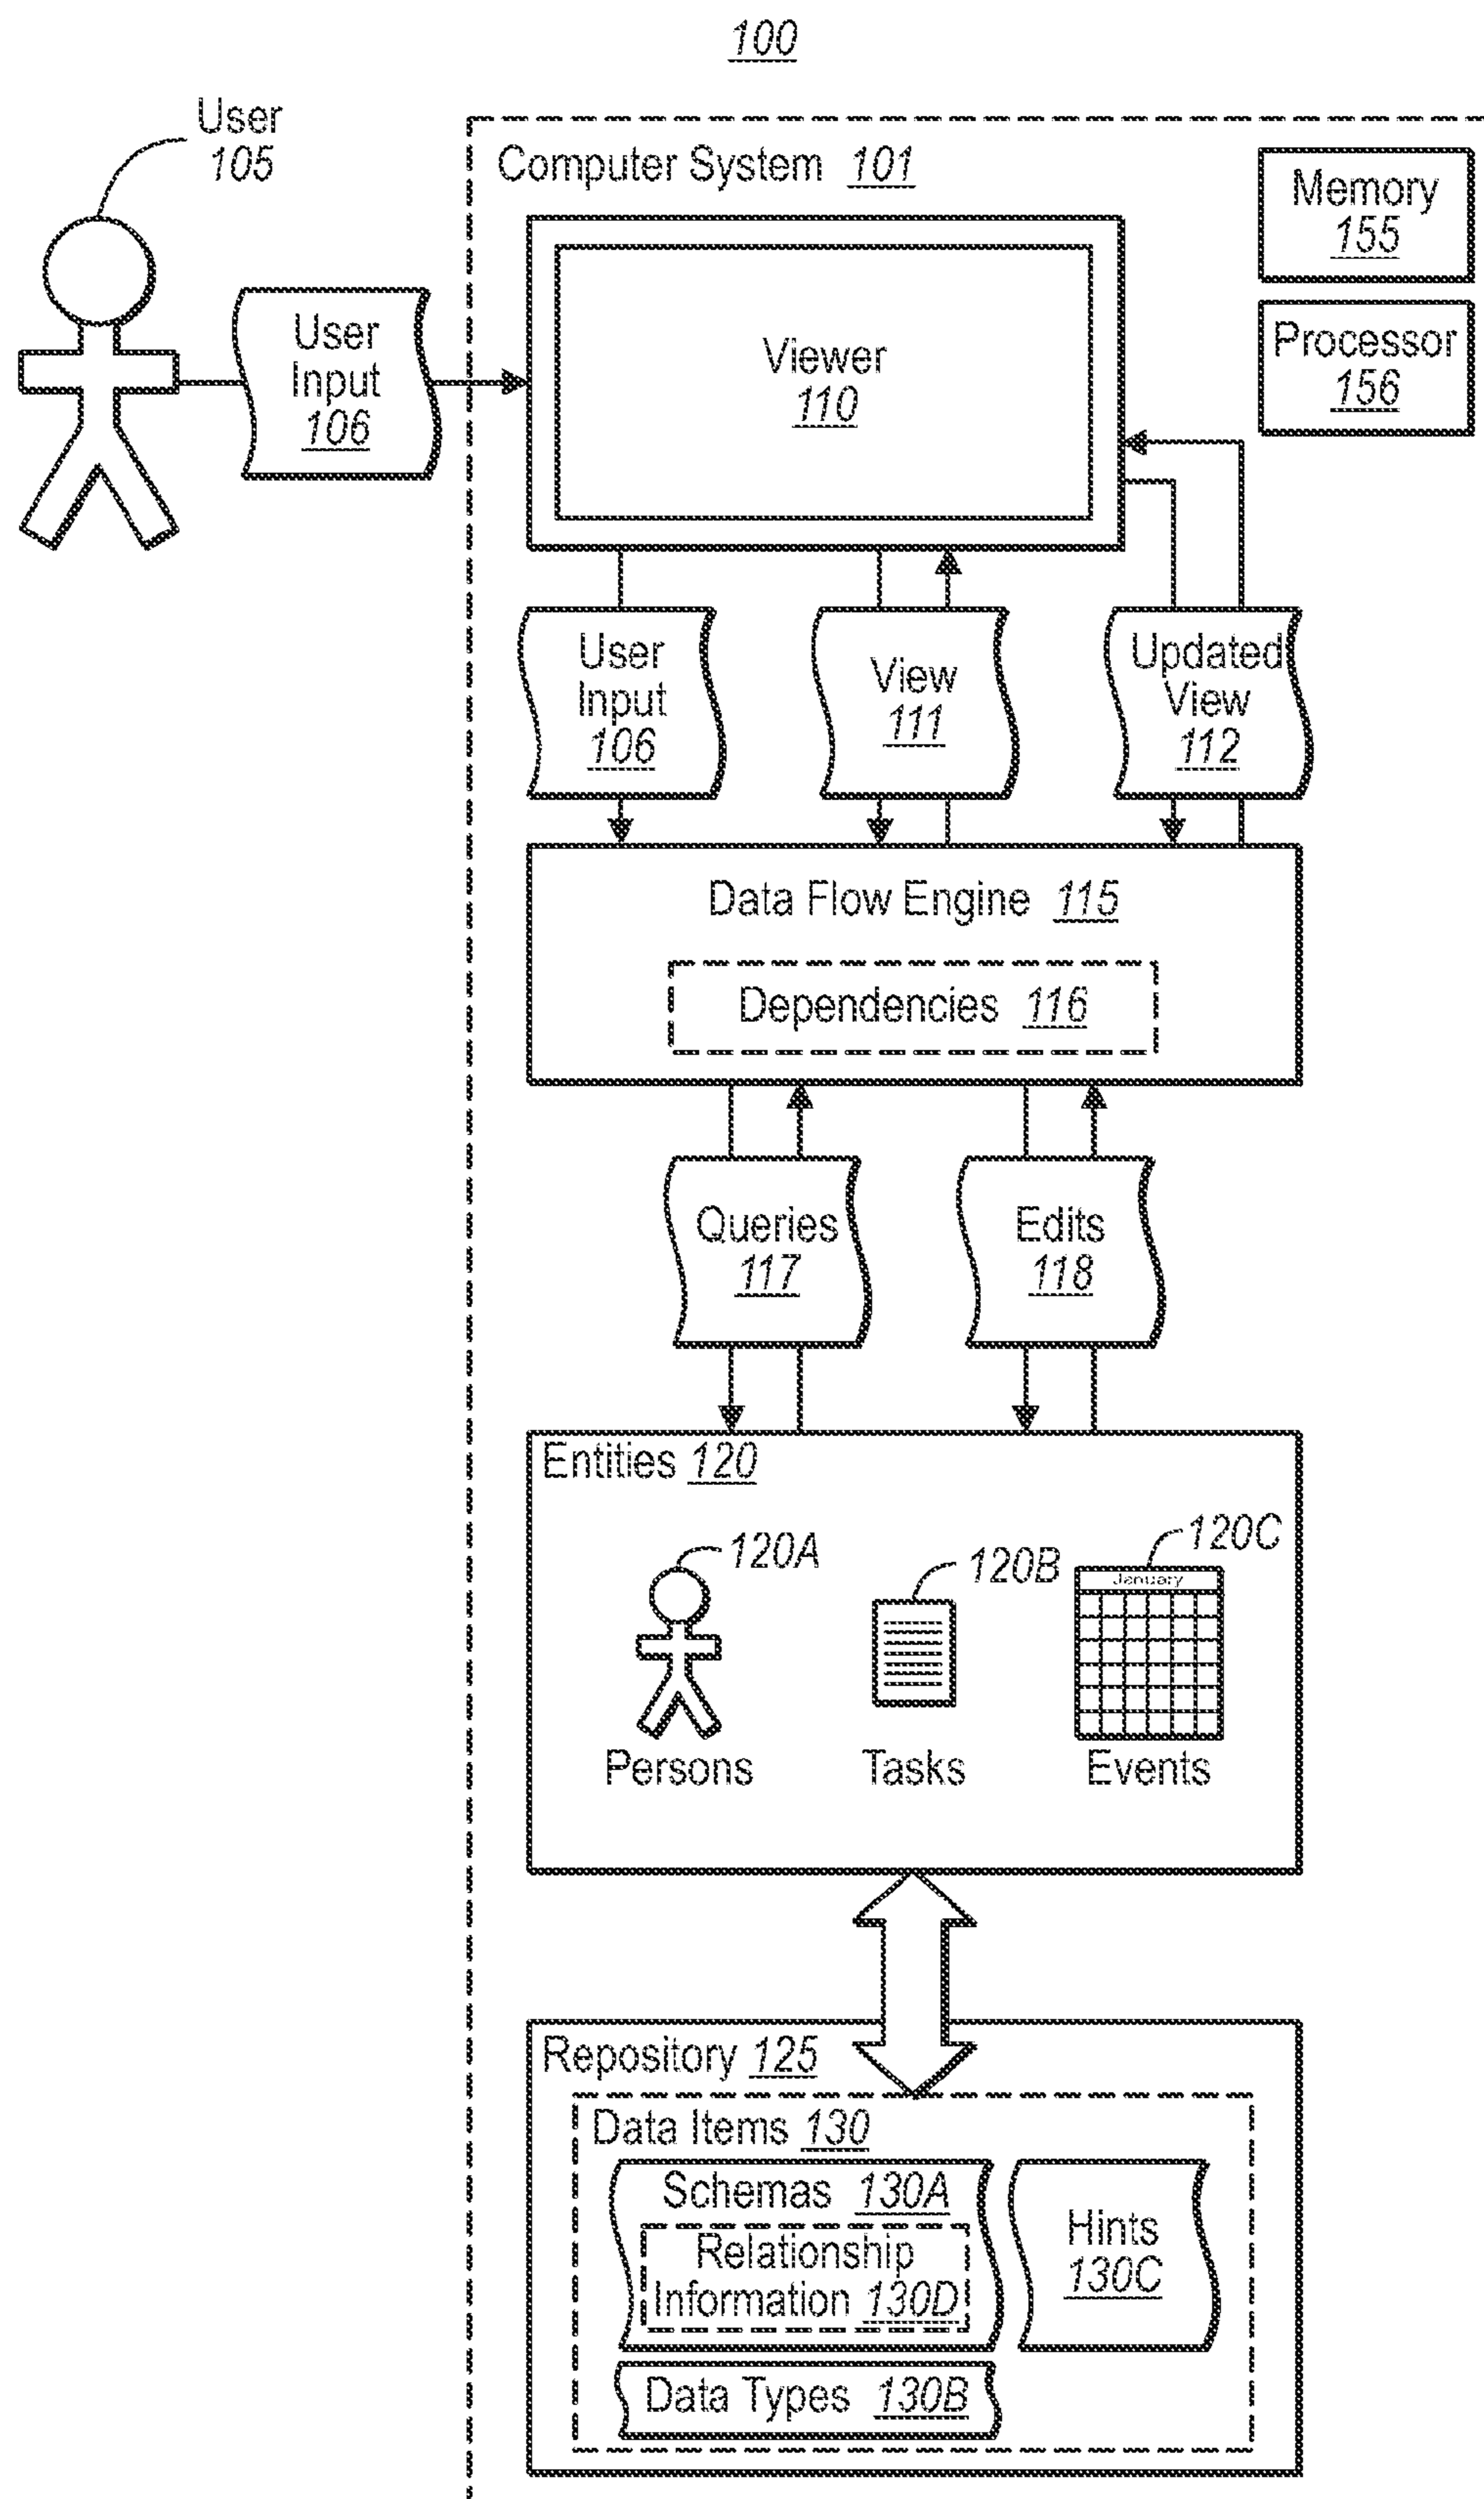 100
User
105
Computer System 101
Memory
155
Processor
156
User
Input
106
Viewer
110
User
Input
106
View
111
Updated
View
112
Data Flow Engine 115
Dependencies 116
Queries
117
Edits
118
Entities 120
120A
120B
120C
January
Persons
Tasks
Events
Repository 125
Data Items 130
Schemas 130A
Relationship
Information 130D
Hints
130C
Data Types 130B